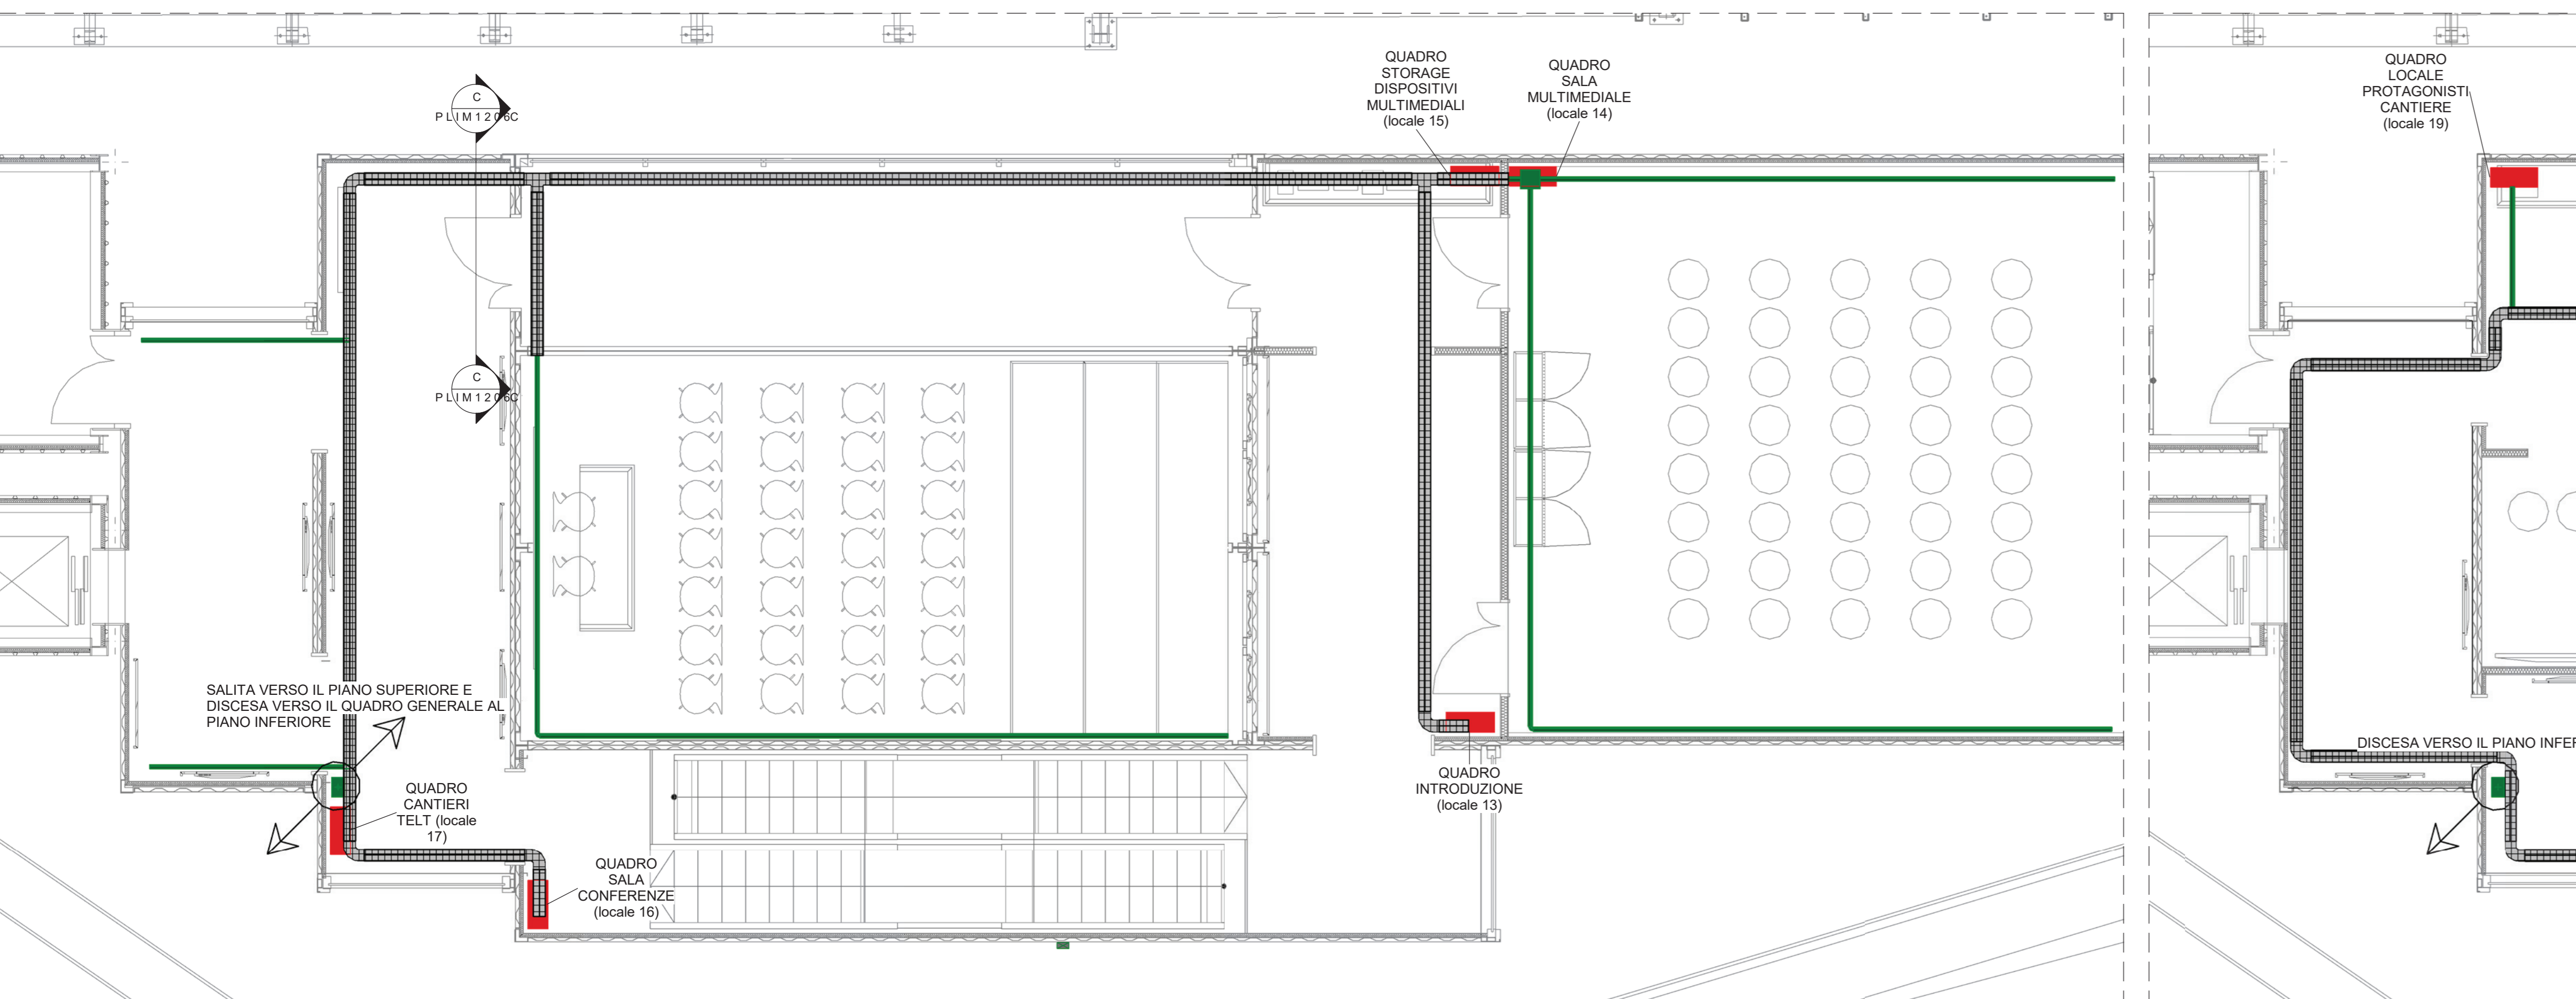 QUADRO
STORAGE
DISPOSITIVI
MULTIMEDIALI
(locale 15)
QUADRO
SALA
MULTIMEDIALE
(locale 14)
QUADRO
LOCALE
PROTAGONISTI
CANTIERE
(locale 19)
C
PLIM1206C
C
PLIM1206C
SALITA VERSO IL PIANO SUPERIORE E
DISCESA VERSO IL QUADRO GENERALE AL
PIANO INFERIORE
QUADRO
CANTIERI
TELT (locale
17)
QUADRO
SALA
CONFERENZE
(locale 16)
QUADRO
INTRODUZIONE
(locale 13)
DISCESA VERSO IL PIANO